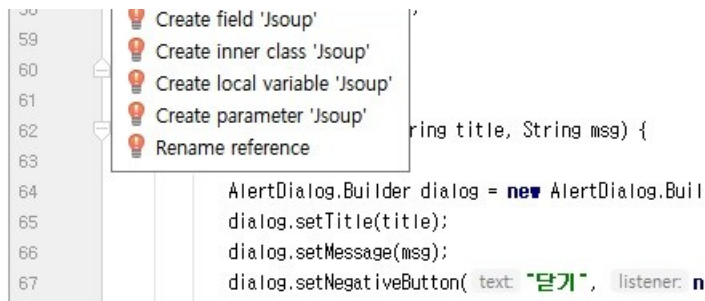 Create field 'Jsoup' ,
59
Create inner class 'Jsoup'
60
Create local variable 'Jsoup'
61
Create parameter 'Jsoup'
62 ring title, String msg) {
Rename reference
63
64 AlertDialog.Builder dialog = new AlertDialog.Buil
65 dialog.setTitle(title);
66 dialog.setMessage(msg);
67 dialog.setNegativeButton( text: "닫기", listener: n